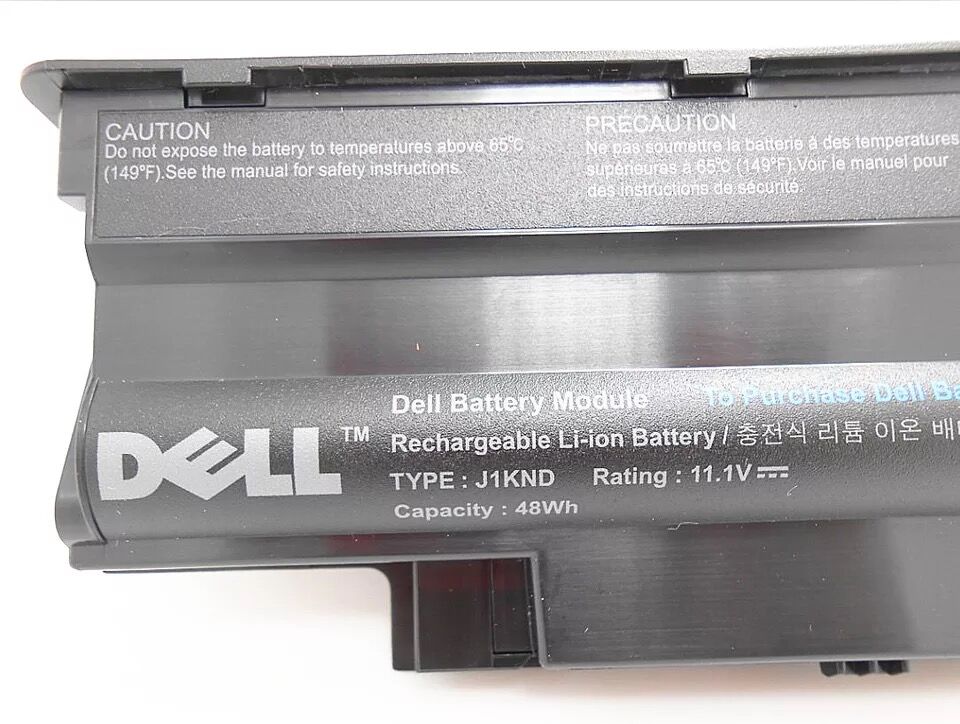 CAUTION
Do not expose the battery to temperatures above 65°C
(149°F).See the manual for safety instructions.
PRÉCAUTION
Ne pas soumettre la batterie à des températures
supérieures à 65°C (149°F).Voir le manuel pour
des instructions de sécurité.
DELL™
Dell Battery Module
To Purchase Dell
Rechargeable Li-ion Battery / 충전식 리튬 이온
TYPE : J1KND Rating : 11.1V⎓
Capacity : 48Wh